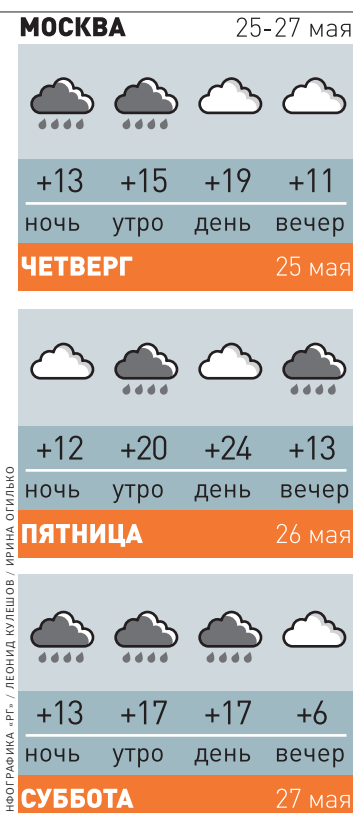 МОСКВА 25-27 мая
+13 +15 +19 +11
ночь утро день вечер
ЧЕТВЕРГ 25 мая
+12 +20 +24 +13
ночь утро день вечер
ПЯТНИЦА 26 мая
+13 +17 +17 +6
ночь утро день вечер
СУББОТА 27 мая
НФОГРАФИКА «РГ» / ЛЕОНИД КУЛЕШОВ / ИРИНА ОГИЛЬКО